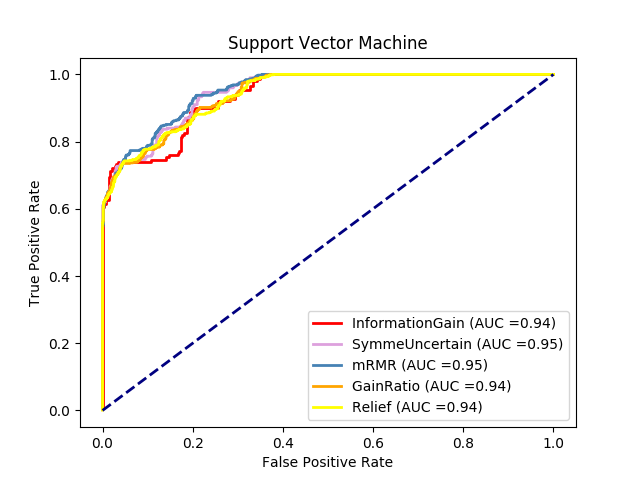 Support Vector Machine
True Positive Rate
1.0
0.8
0.6
0.4
0.2
0.0
InformationGain (AUC =0.94)
SymmeUncertain (AUC =0.95)
mRMR (AUC =0.95)
GainRatio (AUC =0.94)
Relief (AUC =0.94)
0.0 0.2 0.4 0.6 0.8 1.0
False Positive Rate